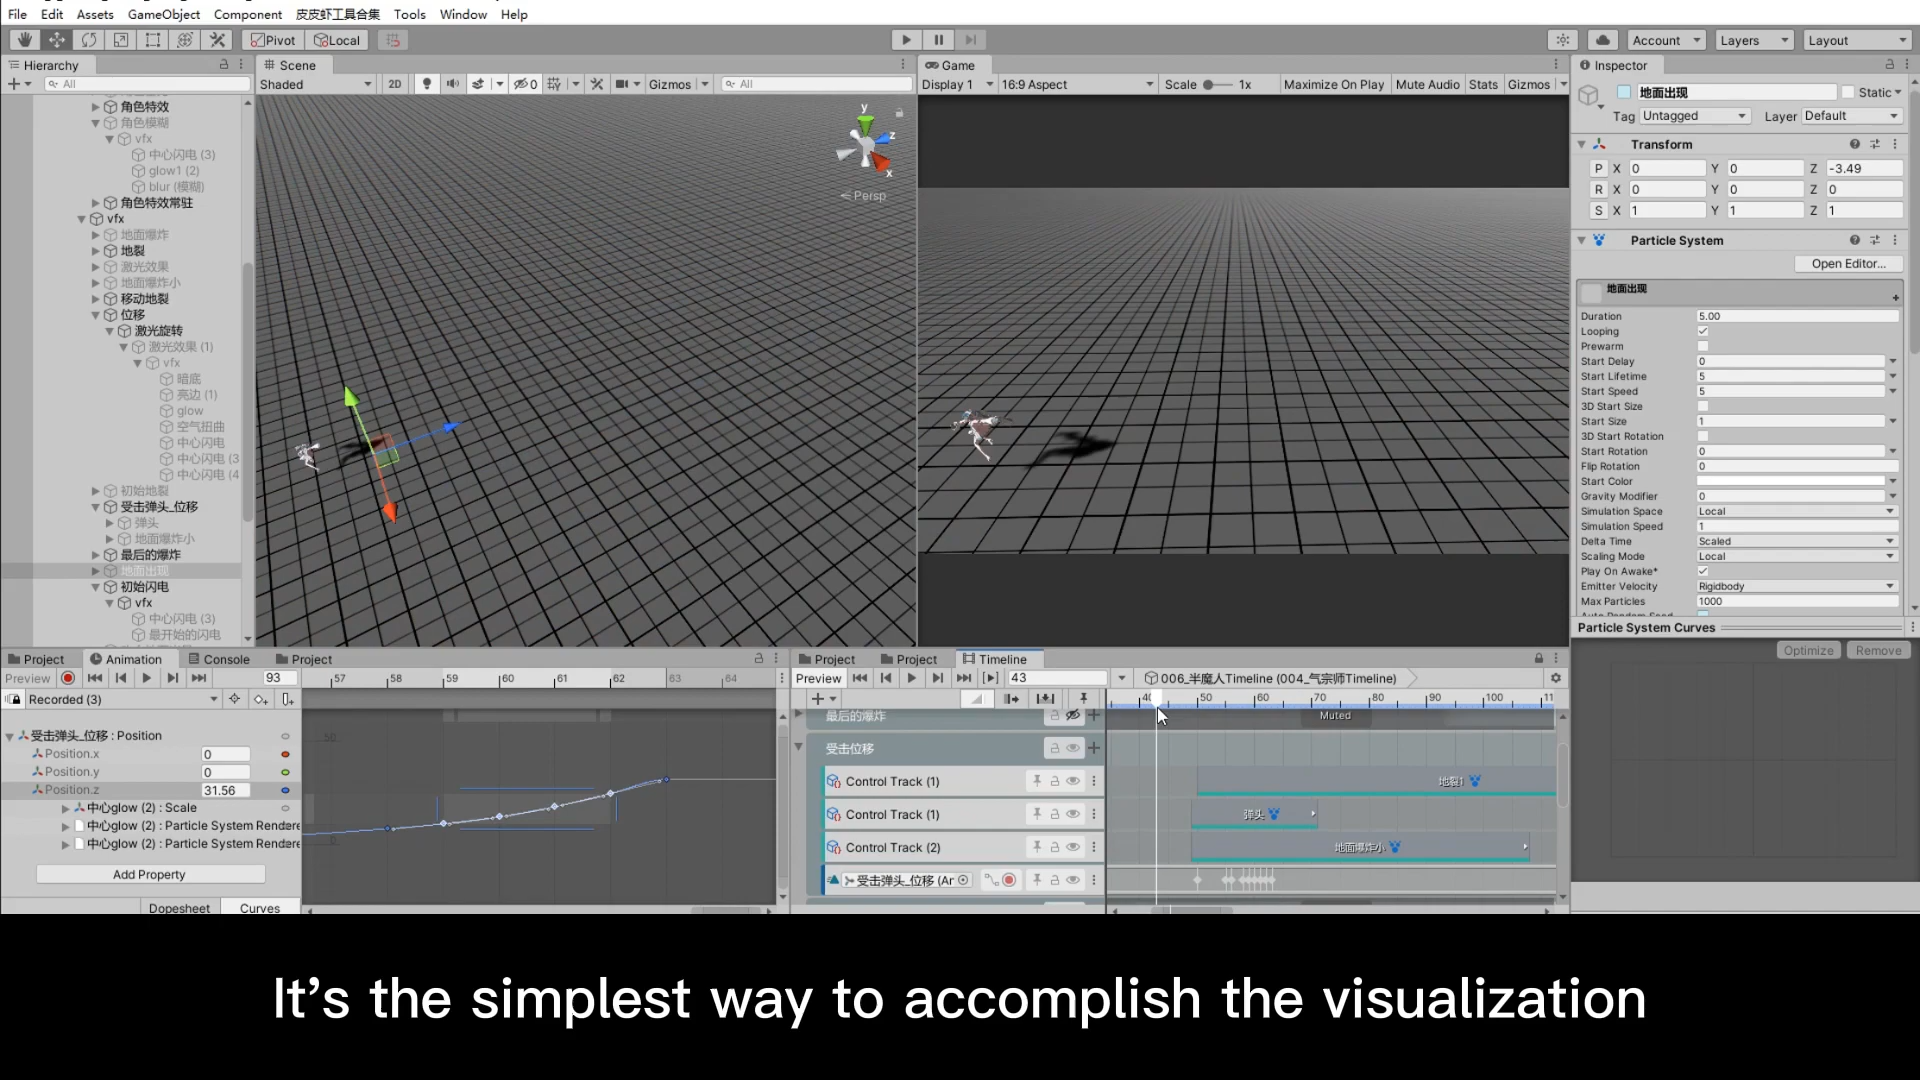 File Edit Assets GameObject Component 皮皮虾工具合集 Tools Window Help
Pivot Local Account Layers Layout
Hierarchy
All
角色特效
角色模糊
vfx
中心闪电 (3)
glow1 (2)
blur (模糊)
角色特效常驻
vfx
地面爆炸
地裂
激光效果
地面爆炸小
移动地裂
位移
激光旋转
激光效果 (1)
vfx
暗底
亮边 (1)
glow
空气扭曲
中心闪电
中心闪电 (3
中心闪电 (4
初始地裂
受击弹头_位移
弹头
地面爆炸小
最后的爆炸
地面出现
初始闪电
vfx
中心闪电 (3)
最开始的闪电
Scene
Shaded 2D 0 Gizmos All
y
z
x
Persp
Game
Display 1 16:9 Aspect Scale 1x Maximize On Play Mute Audio Stats Gizmos
Inspector
地面出现 Static
Tag Untagged Layer Default
Transform
P X 0 Y 0 Z -3.49
R X 0 Y 0 Z 0
S X 1 Y 1 Z 1
Particle System
Open Editor...
地面出现
Duration 5.00
Looping
Prewarm
Start Delay 0
Start Lifetime 5
Start Speed 5
3D Start Size
Start Size 1
3D Start Rotation
Start Rotation 0
Flip Rotation 0
Start Color
Gravity Modifier 0
Simulation Space Local
Simulation Speed 1
Delta Time Scaled
Scaling Mode Local
Play On Awake*
Emitter Velocity Rigidbody
Max Particles 1000
Auto Random Seed
Particle System Curves
Optimize Remove
Project Animation Console Project
Preview 93 57 58 59 60 61 62 63 64
Recorded (3)
受击弹头_位移 : Position
Position.x 0
Position.y 0
Position.z 31.56
中心glow (2) : Scale
中心glow (2) : Particle System Rendere
中心glow (2) : Particle System Rendere
Add Property
Dopesheet Curves
50
0
Project Project Timeline
Preview 43 006_半魔人Timeline (004_气宗师Timeline)
40 50 60 70 80 90 100 11
最后的爆炸 Muted
受击位移
Control Track (1) 地裂1
Control Track (1) 弹头
Control Track (2) 地面爆炸小
受击弹头_位移 (Ar
It's the simplest way to accomplish the visualization